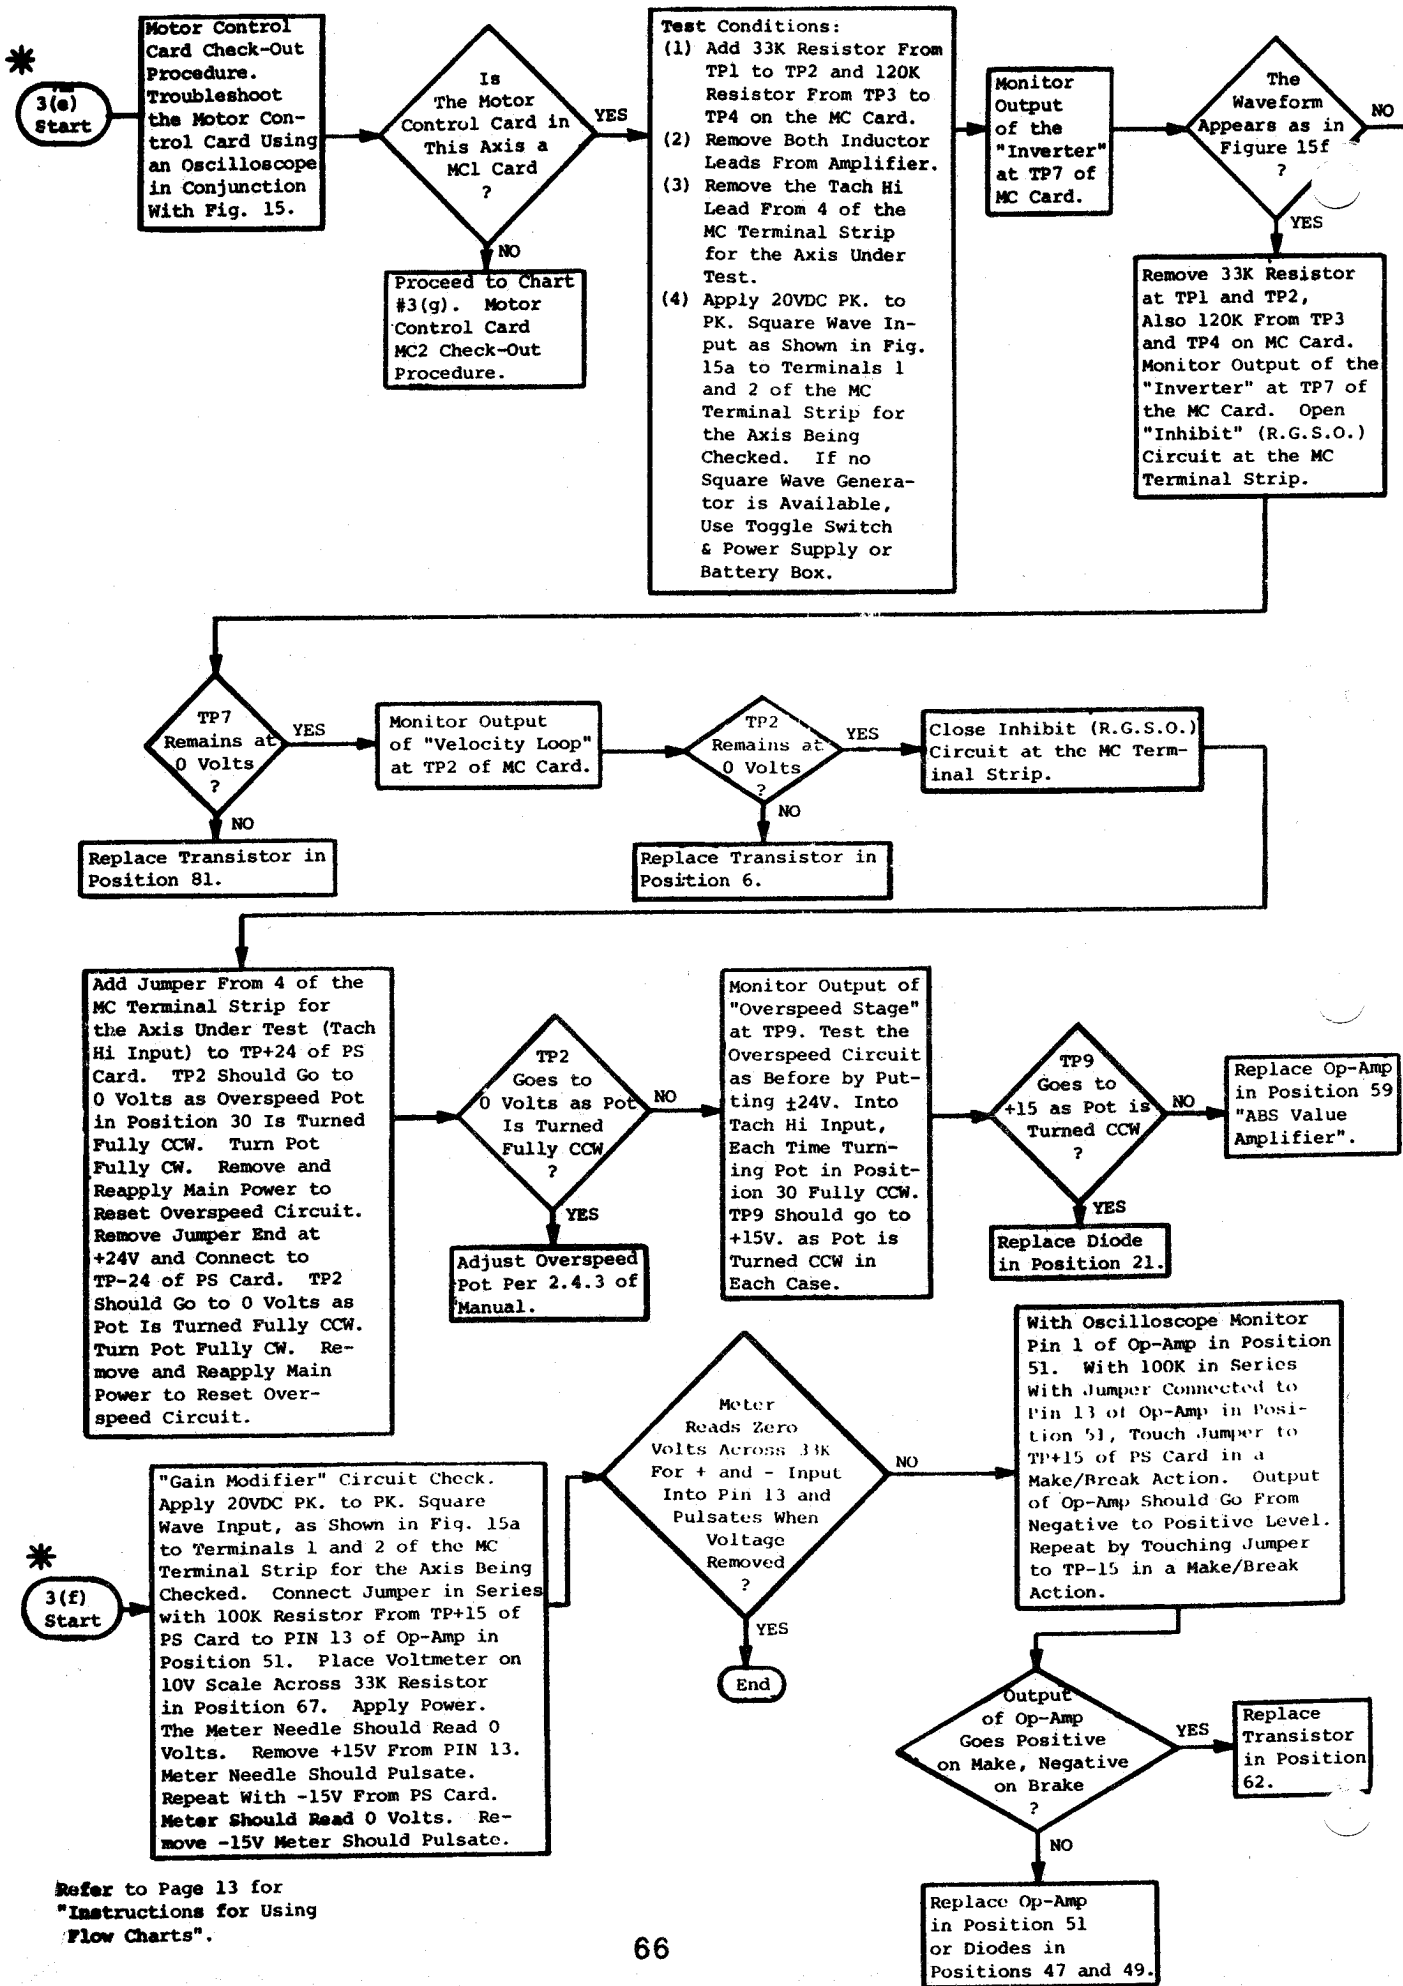 3(e)
Start
Motor Control
Card Check-Out
Procedure.
Troubleshoot
the Motor Con-
trol Card Using
an Oscilloscope
in Conjunction
With Fig. 15.
Is
The Motor
Control Card in
This Axis a
MC1 Card
?
YES
NO
Proceed to Chart
#3(g). Motor
Control Card
MC2 Check-Out
Procedure.
Test Conditions:
(1) Add 33K Resistor From
TP1 to TP2 and 120K
Resistor From TP3 to
TP4 on the MC Card.
(2) Remove Both Inductor
Leads From Amplifier.
(3) Remove the Tach Hi
Lead From 4 of the
MC Terminal Strip
for the Axis Under
Test.
(4) Apply 20VDC PK. to
PK. Square Wave In-
put as Shown in Fig.
15a to Terminals 1
and 2 of the MC
Terminal Strip for
the Axis Being
Checked. If no
Square Wave Genera-
tor is Available,
Use Toggle Switch
& Power Supply or
Battery Box.
Monitor
Output
of the
"Inverter"
at TP7 of
MC Card.
The
Waveform
Appears as in
Figure 15f
?
NO
YES
Remove 33K Resistor
at TP1 and TP2,
Also 120K From TP3
and TP4 on MC Card.
Monitor Output of the
"Inverter" at TP7 of
the MC Card. Open
"Inhibit" (R.G.S.O.)
Circuit at the MC
Terminal Strip.
TP7
Remains at
0 Volts
?
YES
NO
Replace Transistor in
Position 81.
Monitor Output
of "Velocity Loop"
at TP2 of MC Card.
TP2
Remains at
0 Volts
?
YES
NO
Replace Transistor in
Position 6.
Close Inhibit (R.G.S.O.)
Circuit at the MC Term-
inal Strip.
Add Jumper From 4 of the
MC Terminal Strip for
the Axis Under Test (Tach
Hi Input) to TP+24 of PS
Card. TP2 Should Go to
0 Volts as Overspeed Pot
in Position 30 Is Turned
Fully CCW. Turn Pot
Fully CW. Remove and
Reapply Main Power to
Reset Overspeed Circuit.
Remove Jumper End at
+24V and Connect to
TP-24 of PS Card. TP2
Should Go to 0 Volts as
Pot Is Turned Fully CCW.
Turn Pot Fully CW. Re-
move and Reapply Main
Power to Reset Over-
speed Circuit.
TP2
Goes to
0 Volts as Pot
Is Turned
Fully CCW
?
NO
YES
Adjust Overspeed
Pot Per 2.4.3 of
Manual.
Monitor Output of
"Overspeed Stage"
at TP9. Test the
Overspeed Circuit
as Before by Put-
ting ±24V. Into
Tach Hi Input,
Each Time Turn-
ing Pot in Posit-
ion 30 Fully CCW.
TP9 Should go to
+15V. as Pot is
Turned CCW in
Each Case.
TP9
Goes to
+15 as Pot is
Turned CCW
?
NO
YES
Replace Op-Amp
in Position 59
"ABS Value
Amplifier".
Replace Diode
in Position 21.
3(f)
Start
"Gain Modifier" Circuit Check.
Apply 20VDC PK. to PK. Square
Wave Input, as Shown in Fig. 15a
to Terminals 1 and 2 of the MC
Terminal Strip for the Axis Being
Checked. Connect Jumper in Series
with 100K Resistor From TP+15 of
PS Card to PIN 13 of Op-Amp in
Position 51. Place Voltmeter on
10V Scale Across 33K Resistor
in Position 67. Apply Power.
The Meter Needle Should Read 0
Volts. Remove +15V From PIN 13.
Meter Needle Should Pulsate.
Repeat With -15V From PS Card.
Meter Should Read 0 Volts. Re-
move -15V Meter Should Pulsate.
Meter
Reads Zero
Volts Across 33K
For + and - Input
Into Pin 13 and
Pulsates When
Voltage
Removed
?
NO
YES
End
With Oscilloscope Monitor
Pin 1 of Op-Amp in Position
51. With 100K in Series
With Jumper Connected to
Pin 13 of Op-Amp in Posi-
tion 51, Touch Jumper to
TP+15 of PS Card in a
Make/Break Action. Output
of Op-Amp Should Go From
Negative to Positive Level.
Repeat by Touching Jumper
to TP-15 in a Make/Break
Action.
Output
of Op-Amp
Goes Positive
on Make, Negative
on Brake
?
YES
NO
Replace
Transistor
in Position
62.
Replace Op-Amp
in Position 51
or Diodes in
Positions 47 and 49.
Refer to Page 13 for
"Instructions for Using
Flow Charts".
66